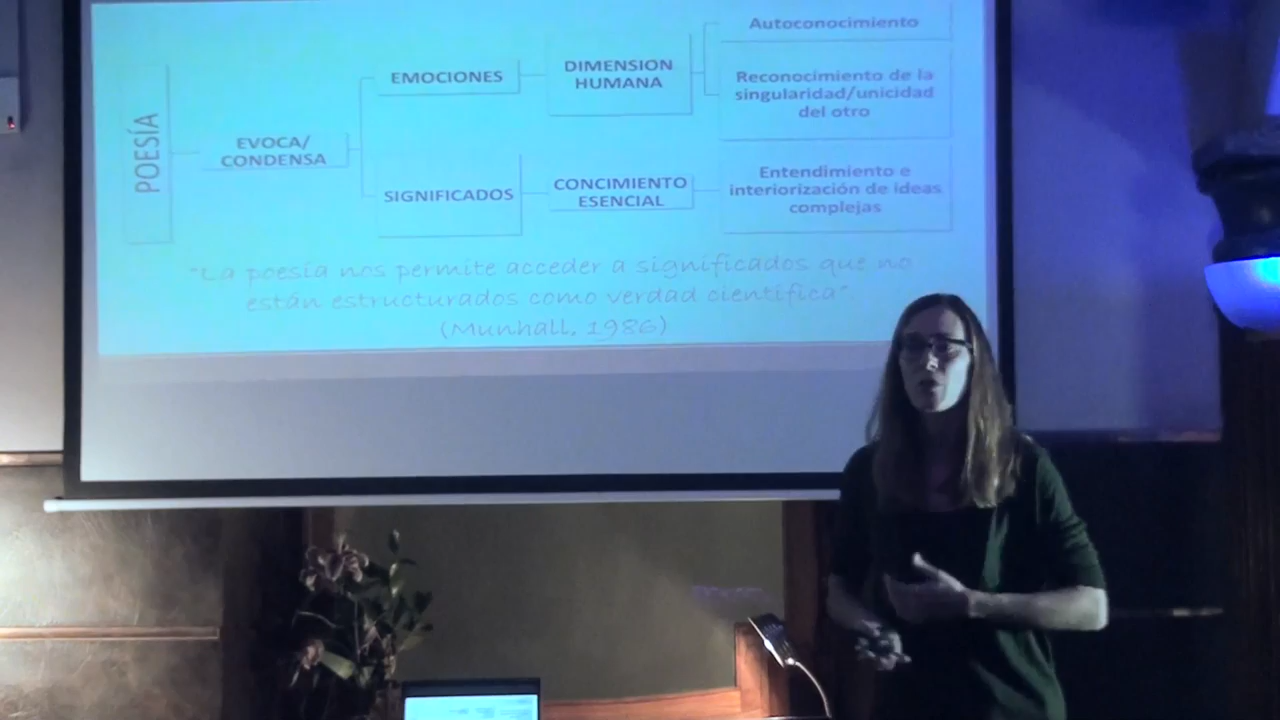 POESÍA
EVOCA/
CONDENSA
EMOCIONES
DIMENSION
HUMANA
Autoconocimiento
Reconocimiento de la
singularidad/unicidad
del otro
SIGNIFICADOS
CONCIMIENTO
ESENCIAL
Entendimiento e
interiorización de ideas
complejas
"La poesía nos permite acceder a significados que no
están estructurados como verdad científica"
(Munhall, 1986)